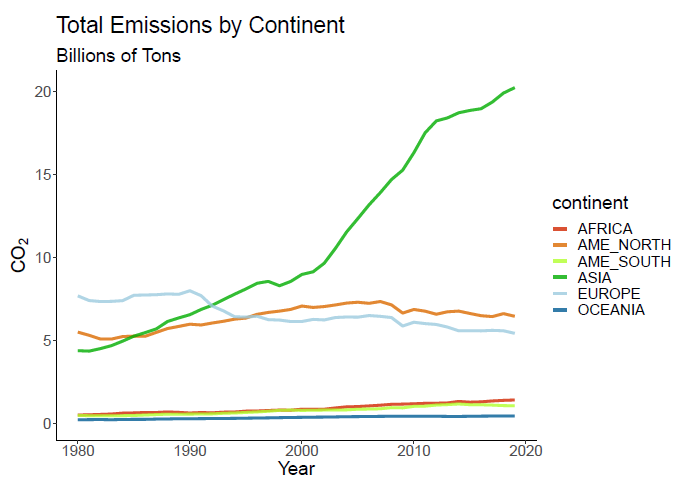 Total Emissions by Continent
Billions of Tons
20
15
10
5
0
CO₂
1980 1990 2000 2010 2020
Year
continent
AFRICA
AME_NORTH
AME_SOUTH
ASIA
EUROPE
OCEANIA